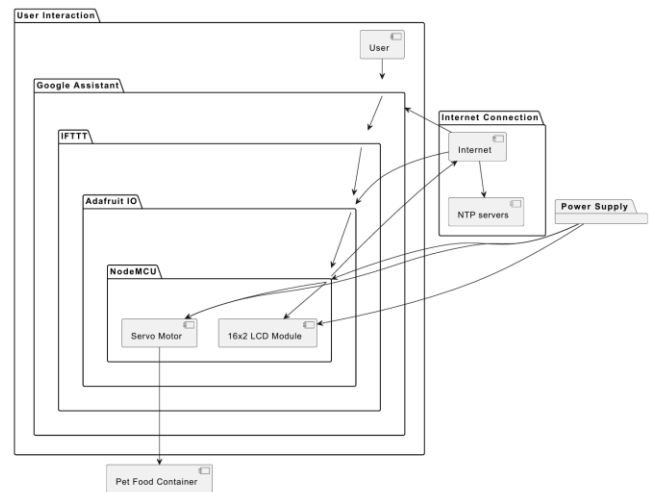 User Interaction
User
Google Assistant
Internet Connection
IFTTT
Internet
Adafruit IO
NTP servers
Power Supply
NodeMCU
Servo Motor
16x2 LCD Module
Pet Food Container